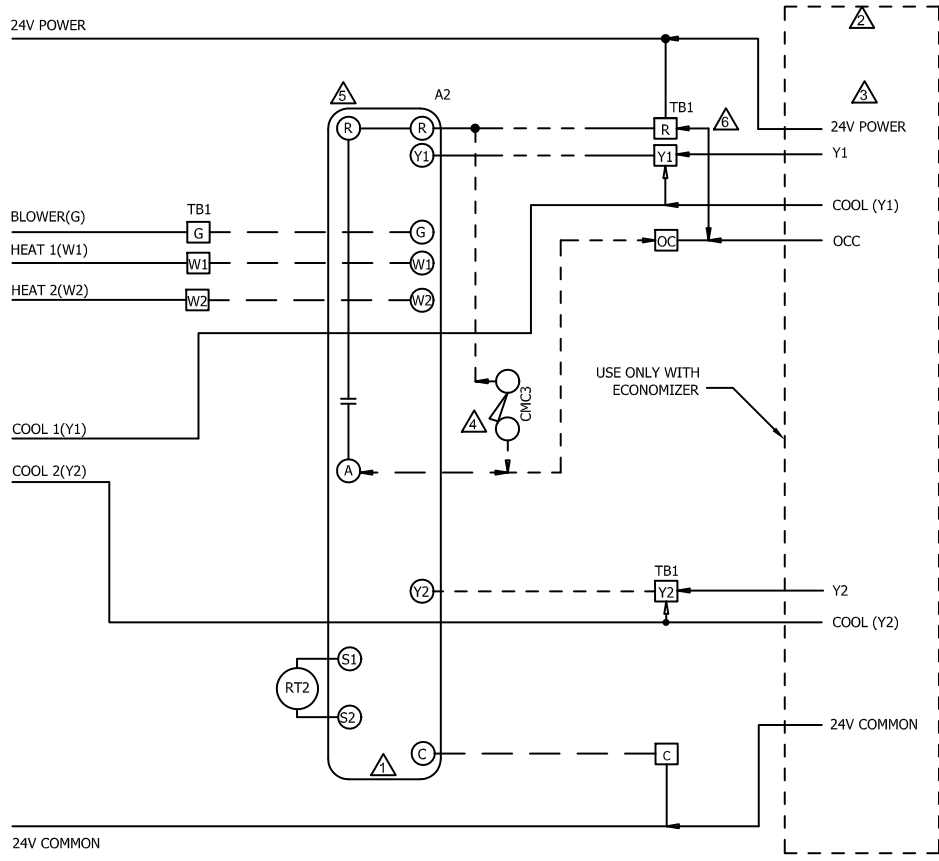 24V POWER
2
3
5
A2
TB1
6
R
R
R
24V POWER
Y1
Y1
Y1
COOL (Y1)
BLOWER(G)
TB1
G
G
OC
OCC
HEAT 1(W1)
W1
W1
HEAT 2(W2)
W2
W2
USE ONLY WITH
ECONOMIZER
CMC3
4
COOL 1(Y1)
COOL 2(Y2)
A
TB1
Y2
Y2
Y2
COOL (Y2)
S1
RT2
S2
24V COMMON
C
C
1
24V COMMON